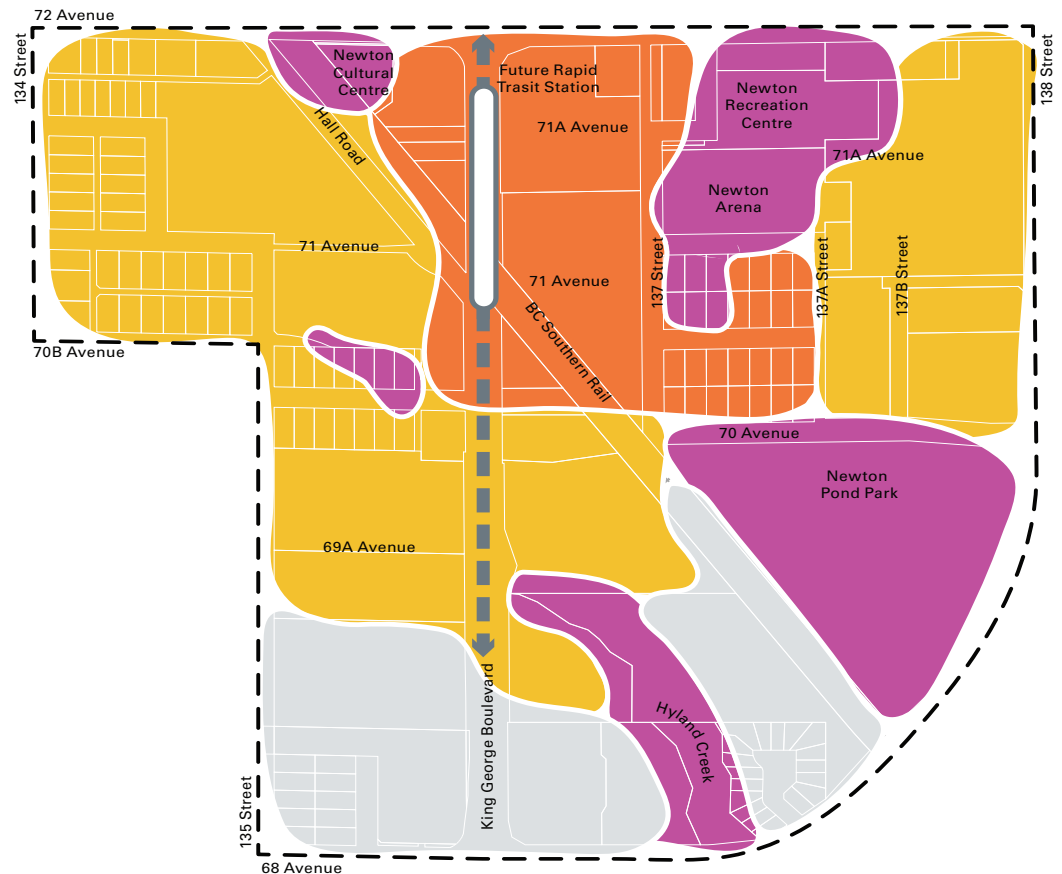 72 Avenue
134 Street
138 Street
Newton
Cultural
Centre
Future Rapid
Trasit Station
Newton
Recreation
Centre
Hall Road
71A Avenue
71A Avenue
Newton
Arena
71 Avenue
137 Street
137A Street
137B Street
71 Avenue
BC Southern Rail
70B Avenue
70 Avenue
Newton
Pond Park
69A Avenue
King George Boulevard
Hyland Creek
135 Street
68 Avenue